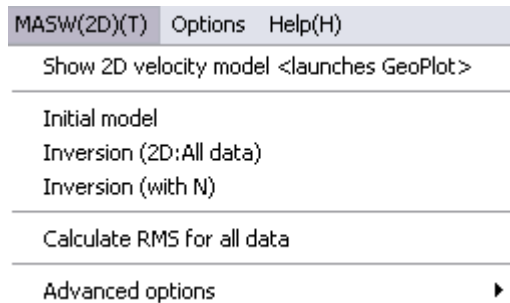 MASW(2D)(T) Options Help(H)
Show 2D velocity model <launches GeoPlot>
Initial model
Inversion (2D:All data)
Inversion (with N)
Calculate RMS for all data
Advanced options